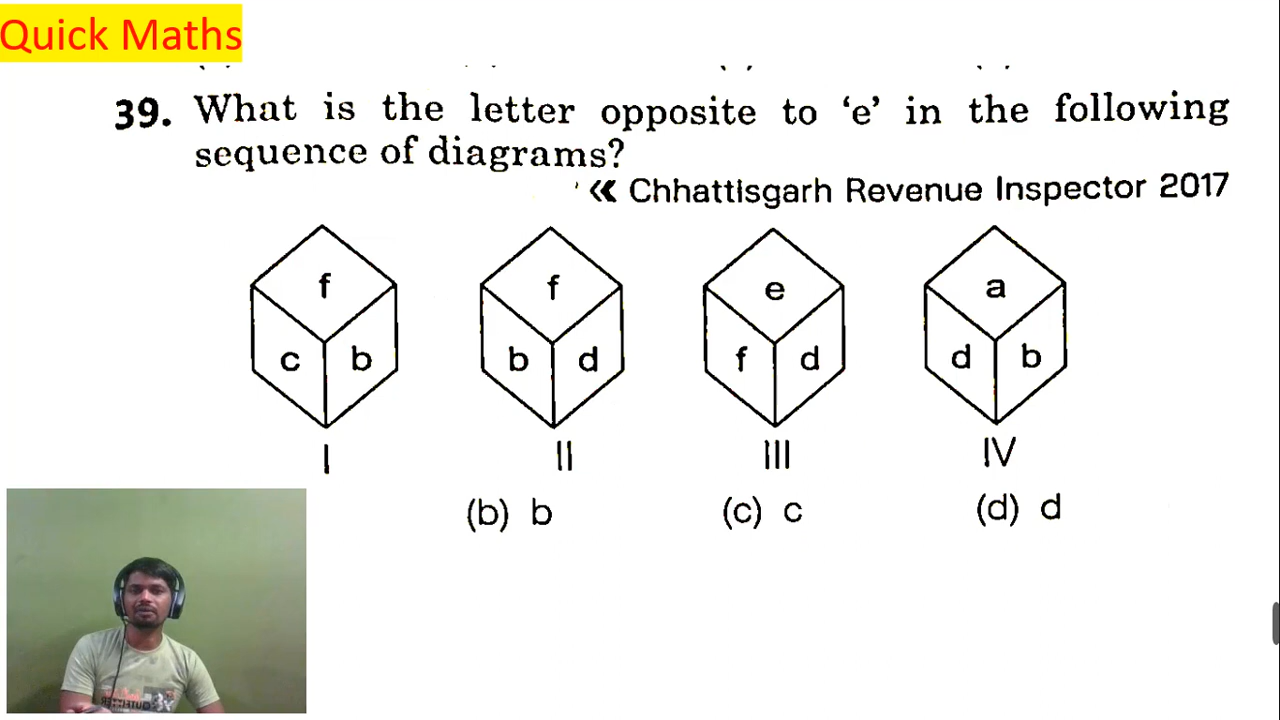 Quick Maths
39. What is the letter opposite to ‘e’ in the following
sequence of diagrams?
« Chhattisgarh Revenue Inspector 2017
f f e a
c b b d f d d b
I II III IV
(b) b (c) c (d) d